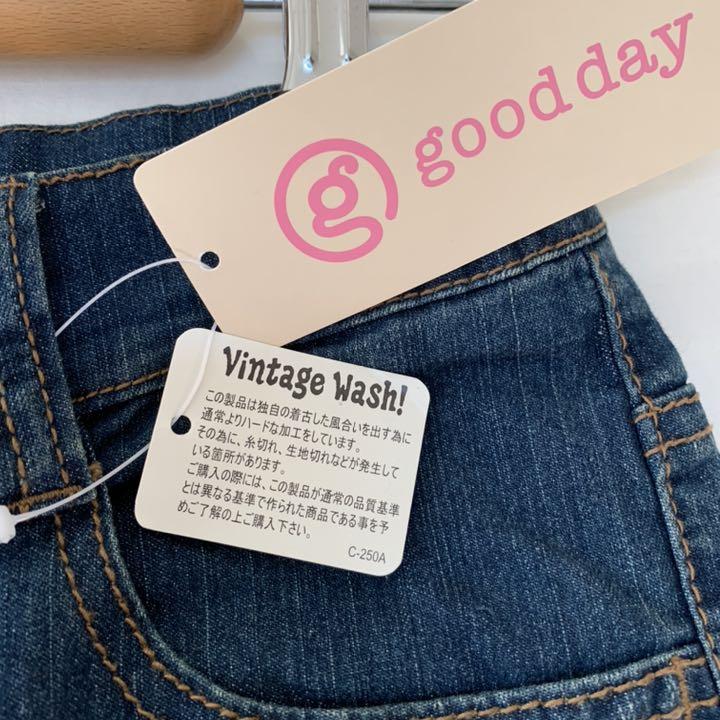 g good day
Vintage Wash!
この製品は独自の着古した風合いを出す為に
通常よりハードな加工をしています。
その為に、糸切れ、生地切れなどが発生して
いる箇所があります。
ご購入の際には、この製品が通常の品質基準
とは異なる基準で作られた商品である事を予
めご了解の上ご購入下さい。
C-250A